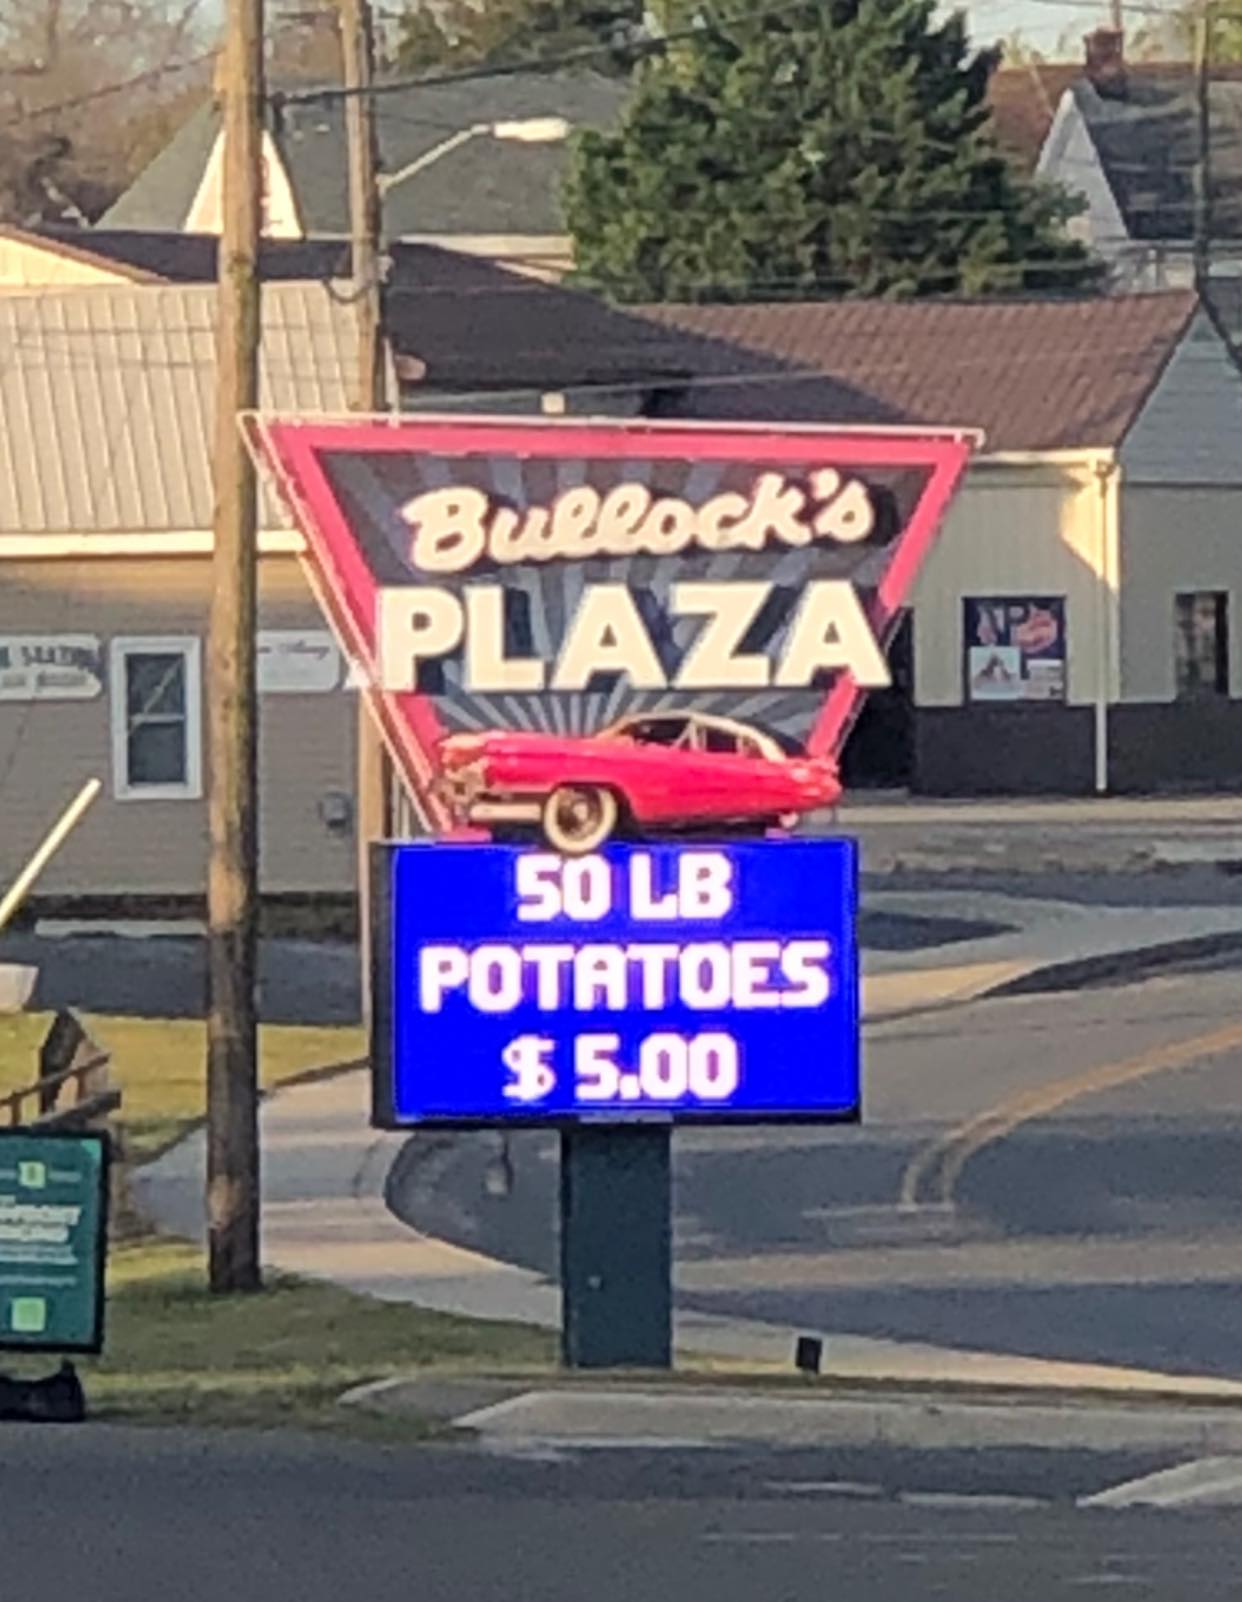 Bullock's
PLAZA
50 LB
POTATOES
$ 5.00